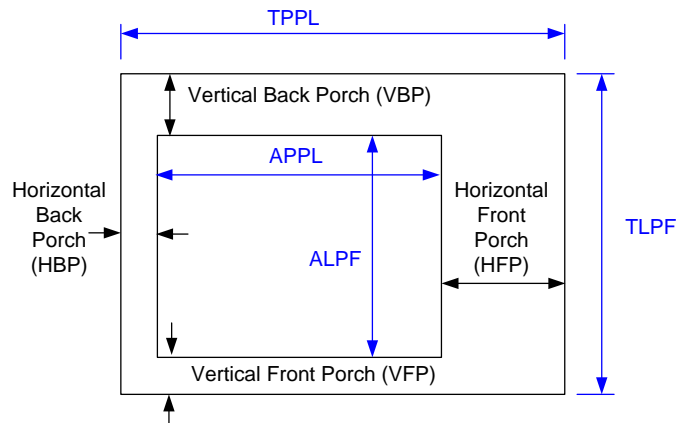 TPPL
Vertical Back Porch (VBP)
APPL
Horizontal
Back
Porch
(HBP)
Horizontal
Front
Porch
(HFP)
TLPF
ALPF
Vertical Front Porch (VFP)